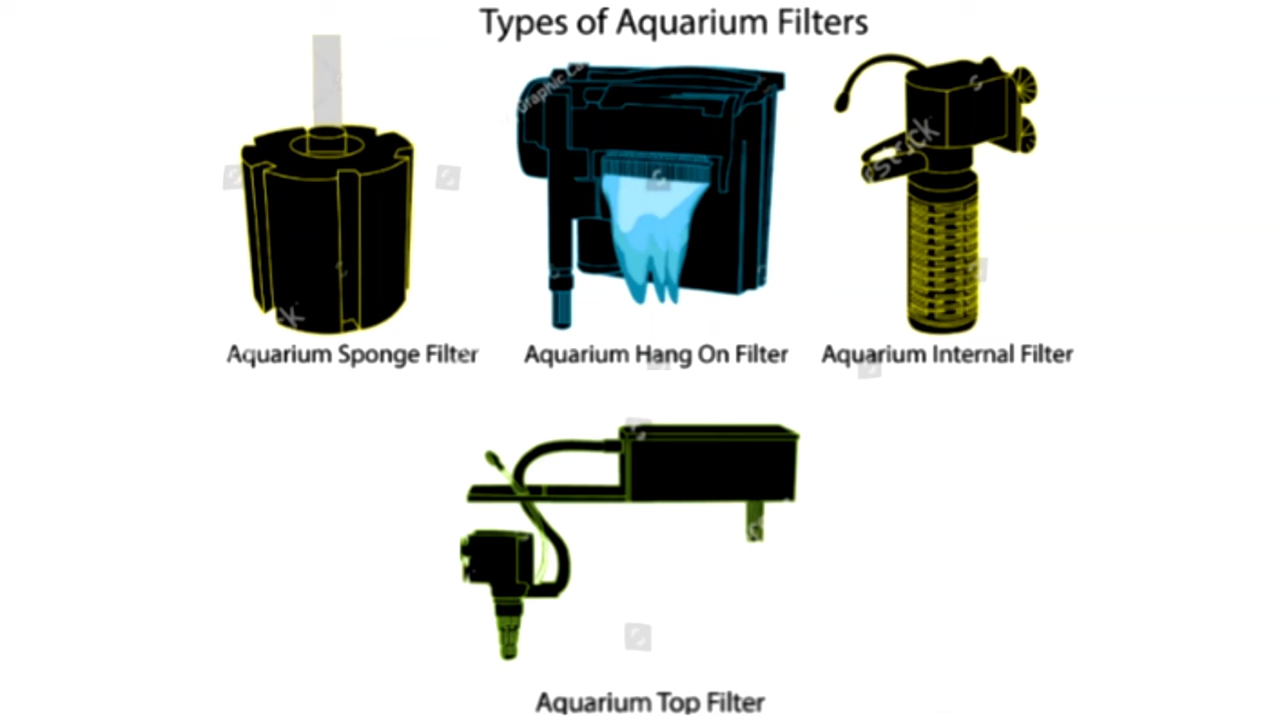 Types of Aquarium Filters
Aquarium Sponge Filter
Aquarium Hang On Filter
Aquarium Internal Filter
Aquarium Top Filter